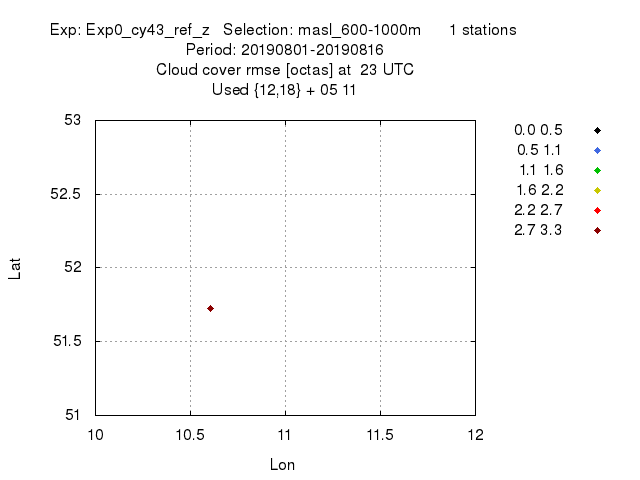 Exp: Exp0_cy43_ref_z   Selection: masl_600-1000m      1 stations
Period: 20190801-20190816
Cloud cover rmse [octas] at  23 UTC
Used {12,18} + 05 11
53
52.5
52
51.5
51
Lat
10
10.5
11
11.5
12
Lon
0.0 0.5
0.5 1.1
1.1 1.6
1.6 2.2
2.2 2.7
2.7 3.3